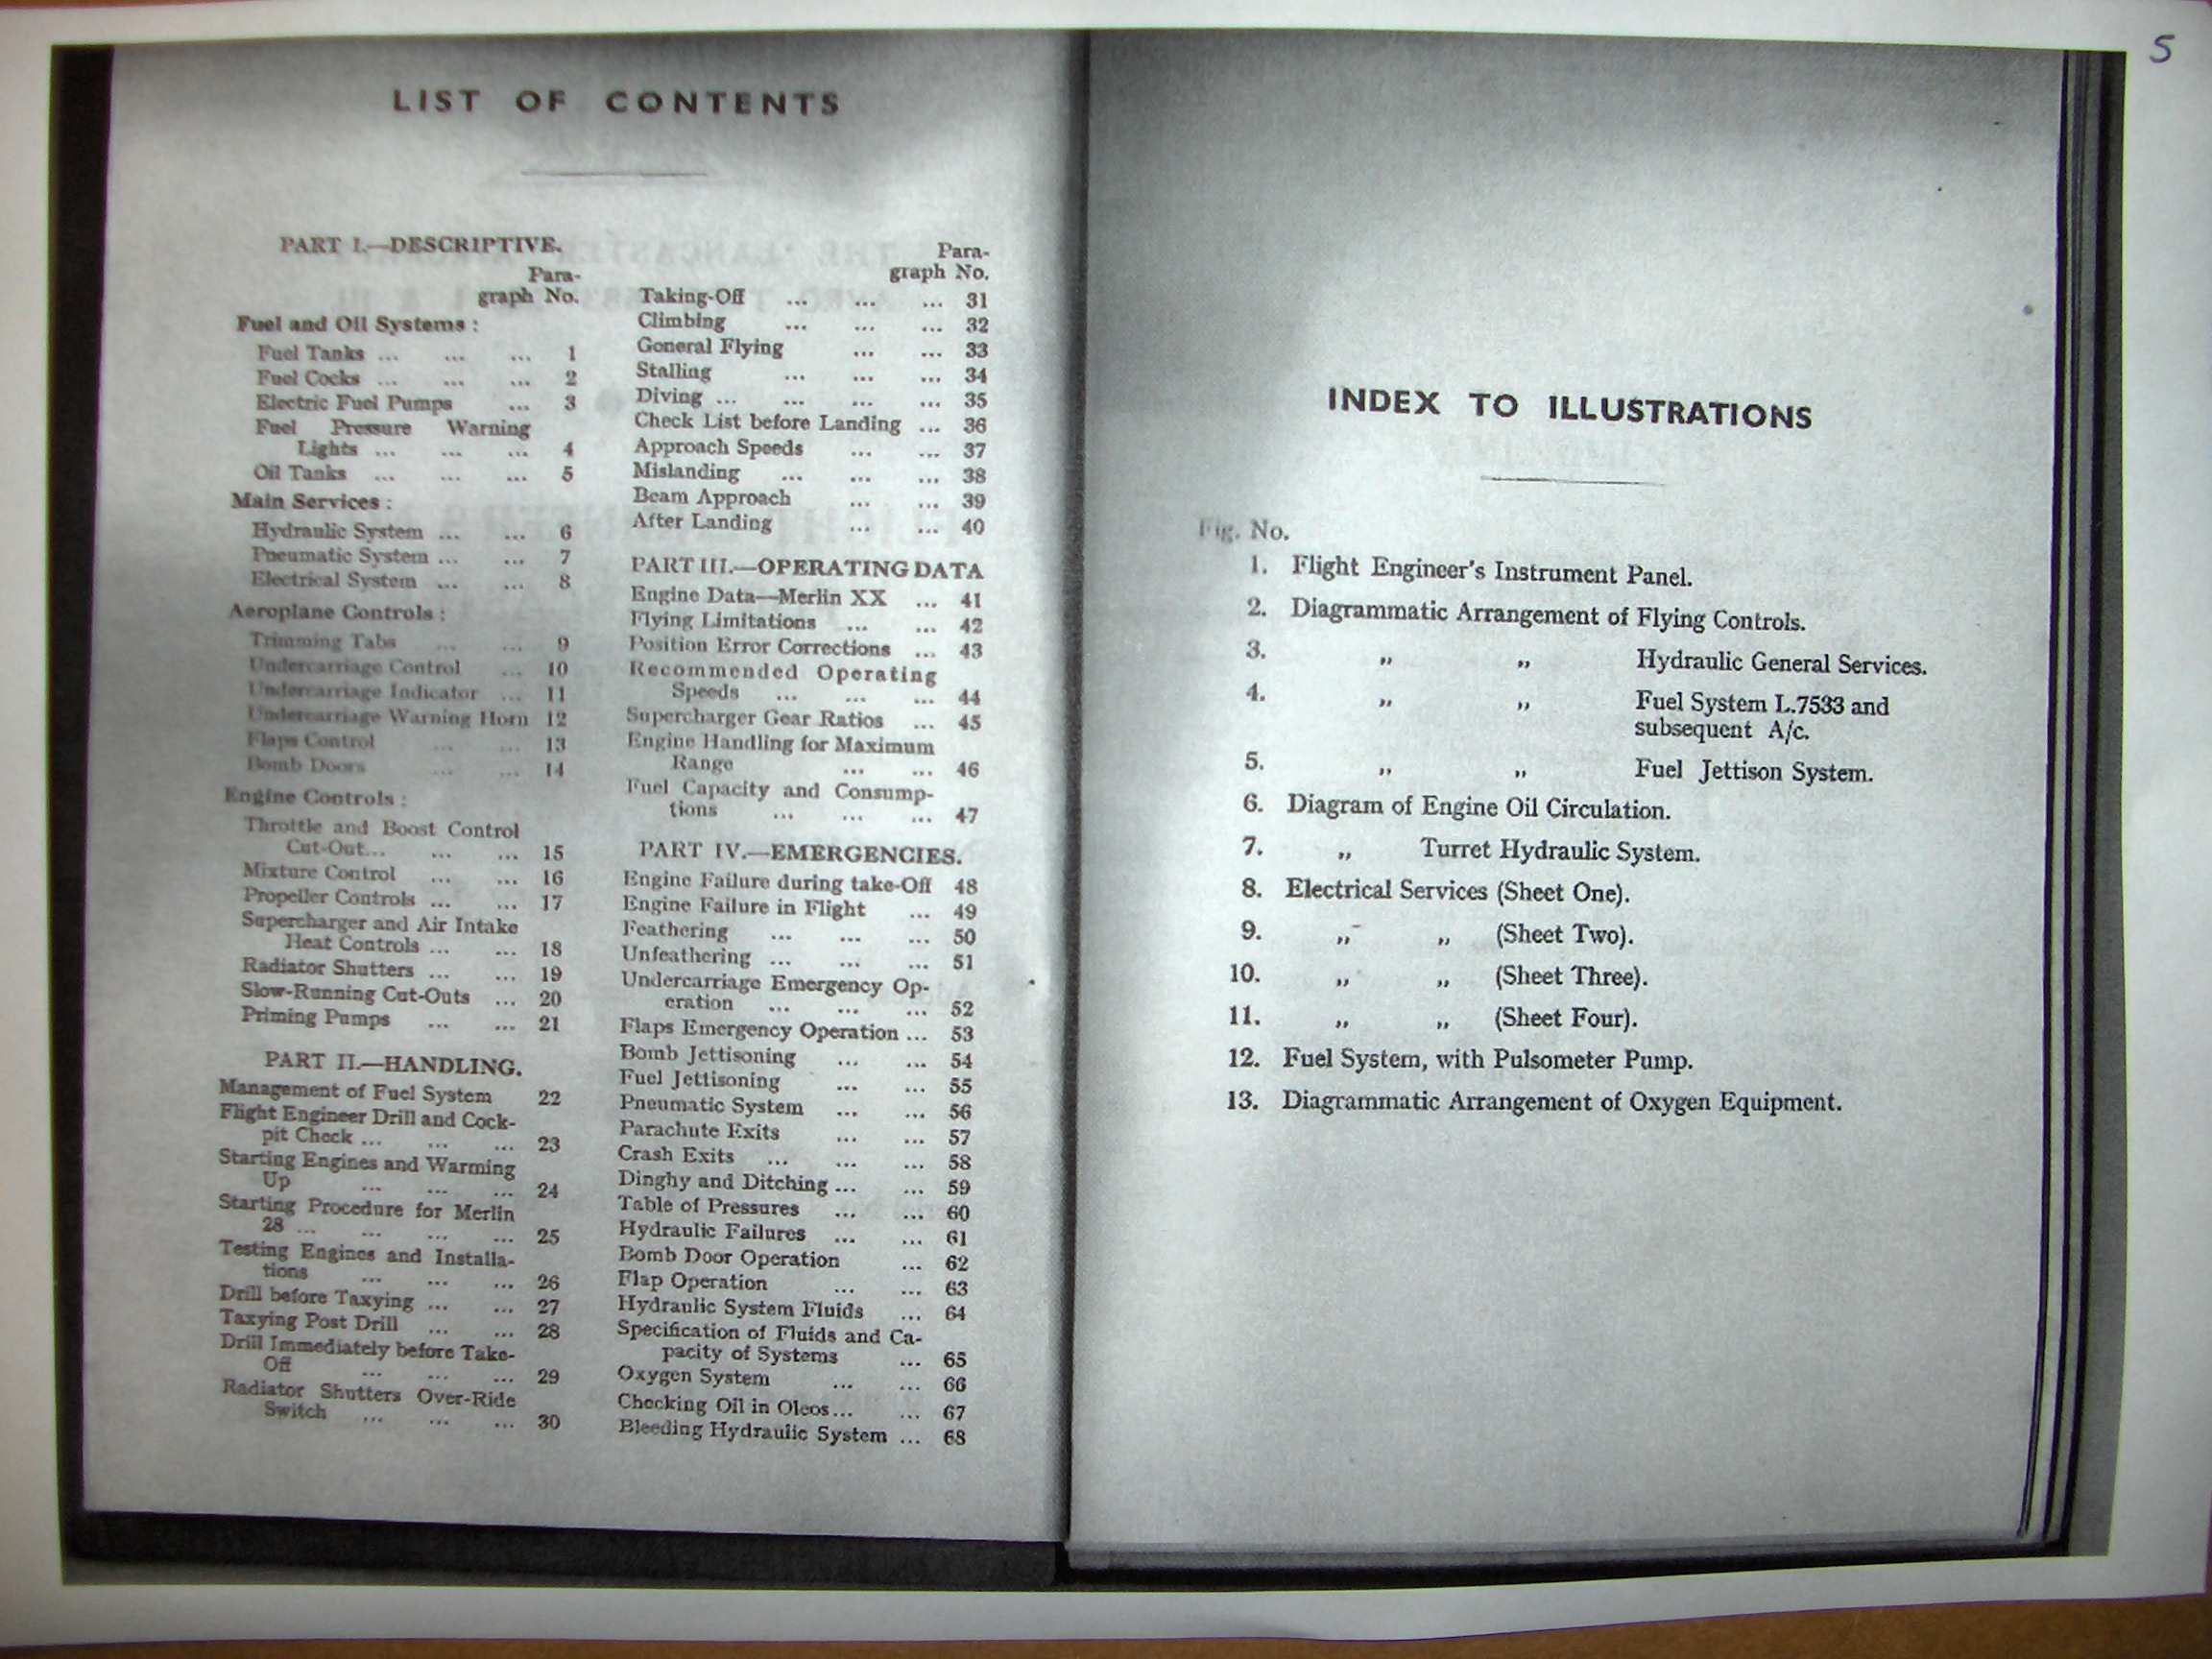 5
LIST OF CONTENTS
PART I.—DESCRIPTIVE.
Para-
graph No.
Fuel and Oil Systems :
Fuel Tanks ... ... ... 1
Fuel Cocks ... ... ... 2
Electric Fuel Pumps ... 3
Fuel Pressure Warning
Lights ... ... ... 4
Oil Tanks ... ... ... 5
Main Services :
Hydraulic System ... ... 6
Pneumatic System ... ... 7
Electrical System ... ... 8
Aeroplane Controls :
Trimming Tabs ... ... 9
Undercarriage Control ... 10
Undercarriage Indicator ... 11
Undercarriage Warning Horn 12
Flaps Control ... ... 13
Bomb Doors ... ... 14
Engine Controls :
Throttle and Boost Control
Cut-Out... ... ... 15
Mixture Control ... ... 16
Propeller Controls ... ... 17
Supercharger and Air Intake
Heat Controls ... ... 18
Radiator Shutters ... ... 19
Slow-Running Cut-Outs ... 20
Priming Pumps ... ... 21
PART II.—HANDLING.
Management of Fuel System 22
Flight Engineer Drill and Cock-
pit Check ... ... ... 23
Starting Engines and Warming
Up ... ... ... 24
Starting Procedure for Merlin
28 ... ... ... ... 25
Testing Engines and Installa-
tions ... ... ... 26
Drill before Taxying ... ... 27
Taxying Post Drill ... ... 28
Drill Immediately before Take-
Off ... ... ... 29
Radiator Shutters Over-Ride
Switch ... ... ... 30
Para-
graph No.
Taking-Off ... ... ... 31
Climbing ... ... ... 32
General Flying ... ... 33
Stalling ... ... ... 34
Diving ... ... ... ... 35
Check List before Landing ... 36
Approach Speeds ... ... 37
Mislanding ... ... ... 38
Beam Approach ... ... 39
After Landing ... ... 40
PART III.—OPERATING DATA
Engine Data—Merlin XX ... 41
Flying Limitations ... ... 42
Position Error Corrections ... 43
Recommended Operating
Speeds ... ... ... 44
Supercharger Gear Ratios ... 45
Engine Handling for Maximum
Range ... ... 46
Fuel Capacity and Consump-
tions ... ... ... 47
PART IV.—EMERGENCIES.
Engine Failure during take-Off 48
Engine Failure in Flight ... 49
Feathering ... ... ... 50
Unfeathering ... ... ... 51
Undercarriage Emergency Op-
eration ... ... ... 52
Flaps Emergency Operation ... 53
Bomb Jettisoning ... ... 54
Fuel Jettisoning ... ... 55
Pneumatic System ... ... 56
Parachute Exits ... ... 57
Crash Exits ... ... ... 58
Dinghy and Ditching ... ... 59
Table of Pressures ... ... 60
Hydraulic Failures ... ... 61
Bomb Door Operation ... 62
Flap Operation ... ... 63
Hydraulic System Fluids ... 64
Specification of Fluids and Ca-
pacity of Systems ... 65
Oxygen System ... ... 66
Checking Oil in Oleos... ... 67
Bleeding Hydraulic System ... 68
INDEX TO ILLUSTRATIONS
Fig. No.
1. Flight Engineer's Instrument Panel.
2. Diagrammatic Arrangement of Flying Controls.
3. „ „ Hydraulic General Services.
4. „ „ Fuel System L.7533 and
subsequent A/c.
5. „ „ Fuel Jettison System.
6. Diagram of Engine Oil Circulation.
7. „ Turret Hydraulic System.
8. Electrical Services (Sheet One).
9. „ „ (Sheet Two).
10. „ „ (Sheet Three).
11. „ „ (Sheet Four).
12. Fuel System, with Pulsometer Pump.
13. Diagrammatic Arrangement of Oxygen Equipment.